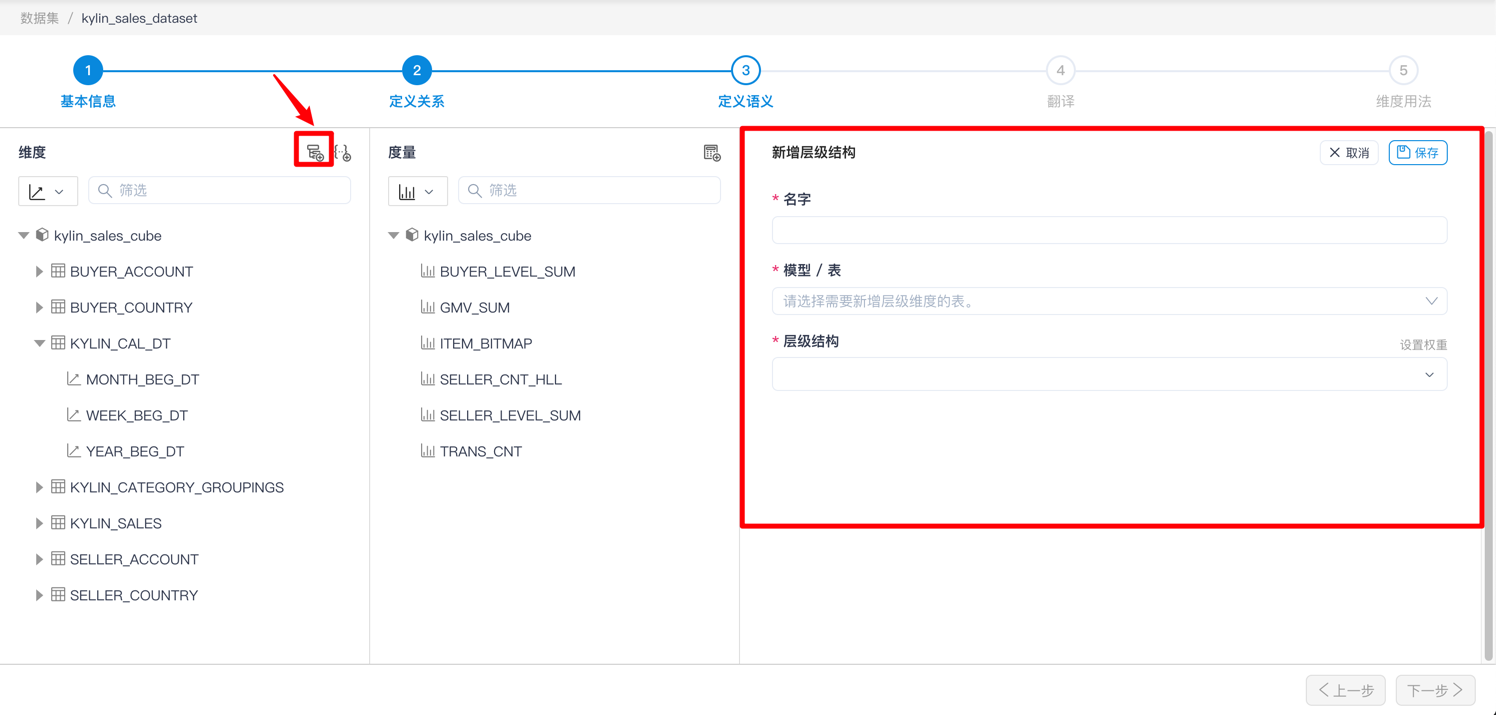 数据集 / kylin_sales_dataset
1 2 3 4 5
基本信息 定义关系 定义语义 翻译 维度用法
维度
筛选
kylin_sales_cube
BUYER_ACCOUNT
BUYER_COUNTRY
KYLIN_CAL_DT
MONTH_BEG_DT
WEEK_BEG_DT
YEAR_BEG_DT
KYLIN_CATEGORY_GROUPINGS
KYLIN_SALES
SELLER_ACCOUNT
SELLER_COUNTRY
度量
筛选
kylin_sales_cube
BUYER_LEVEL_SUM
GMV_SUM
ITEM_BITMAP
SELLER_CNT_HLL
SELLER_LEVEL_SUM
TRANS_CNT
新增层级结构 取消 保存
* 名字
* 模型 / 表
请选择需要新增层级维度的表。
* 层级结构 设置权重
上一步 下一步